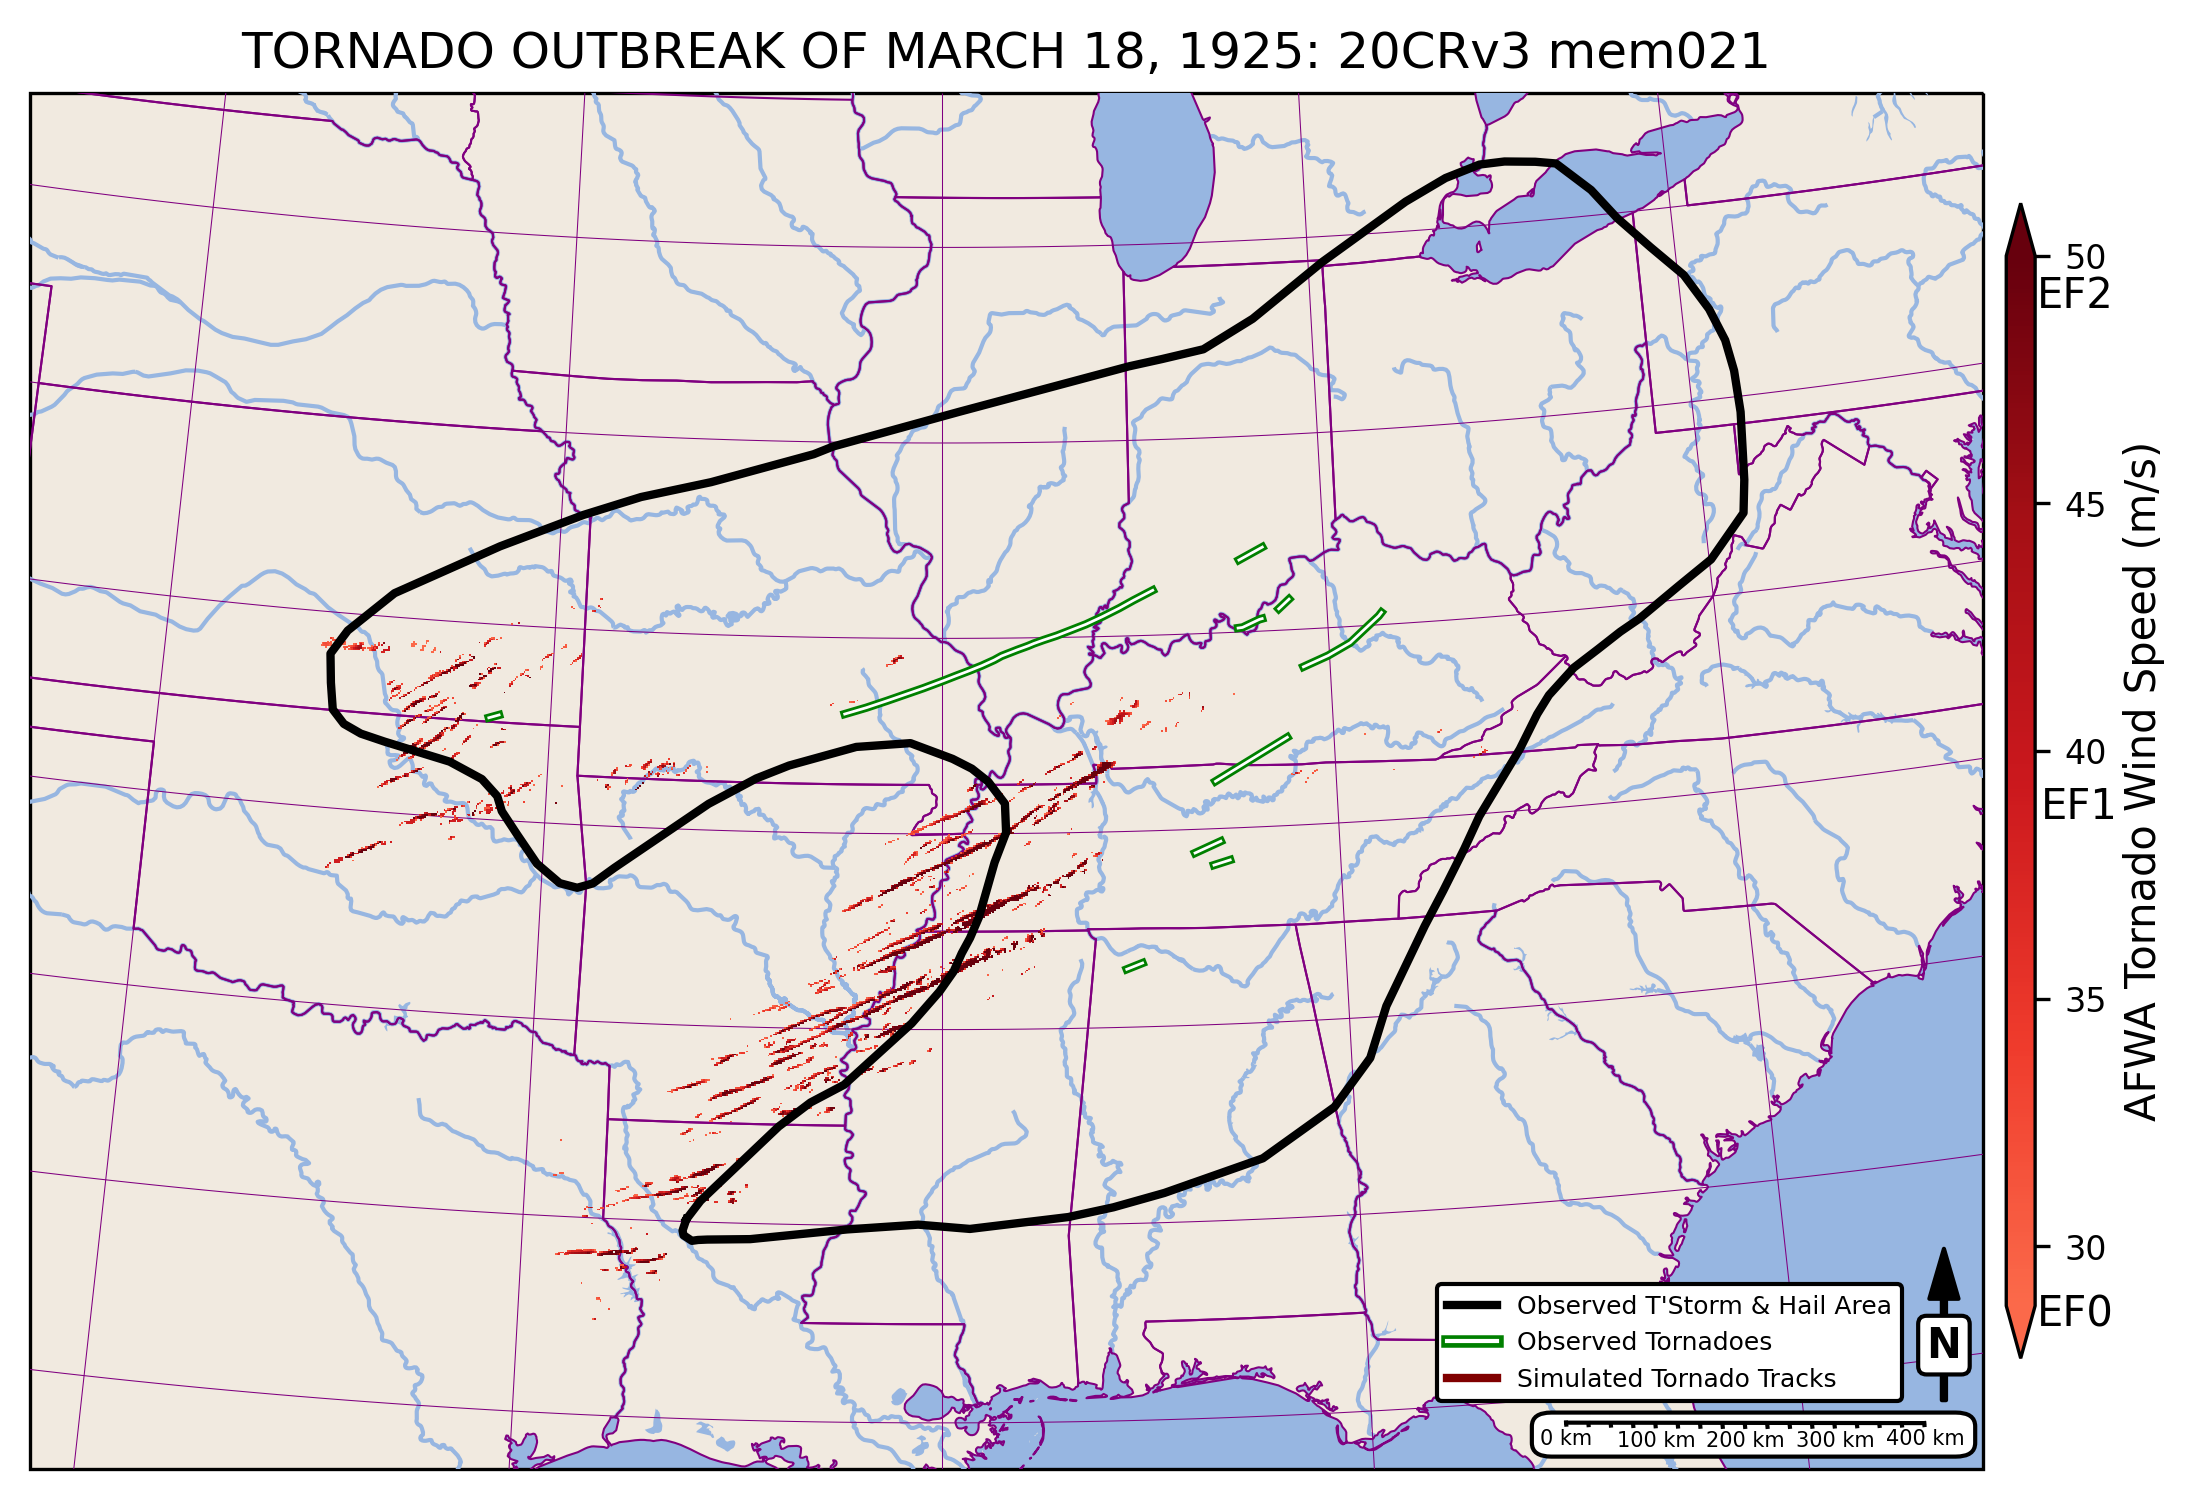 TORNADO OUTBREAK OF MARCH 18, 1925: 20CRv3 mem021
50
EF2
45
40
EF1
35
30
EF0
AFWA Tornado Wind Speed (m/s)
Observed T'Storm & Hail Area
Observed Tornadoes
Simulated Tornado Tracks
N
0 km 100 km 200 km 300 km 400 km